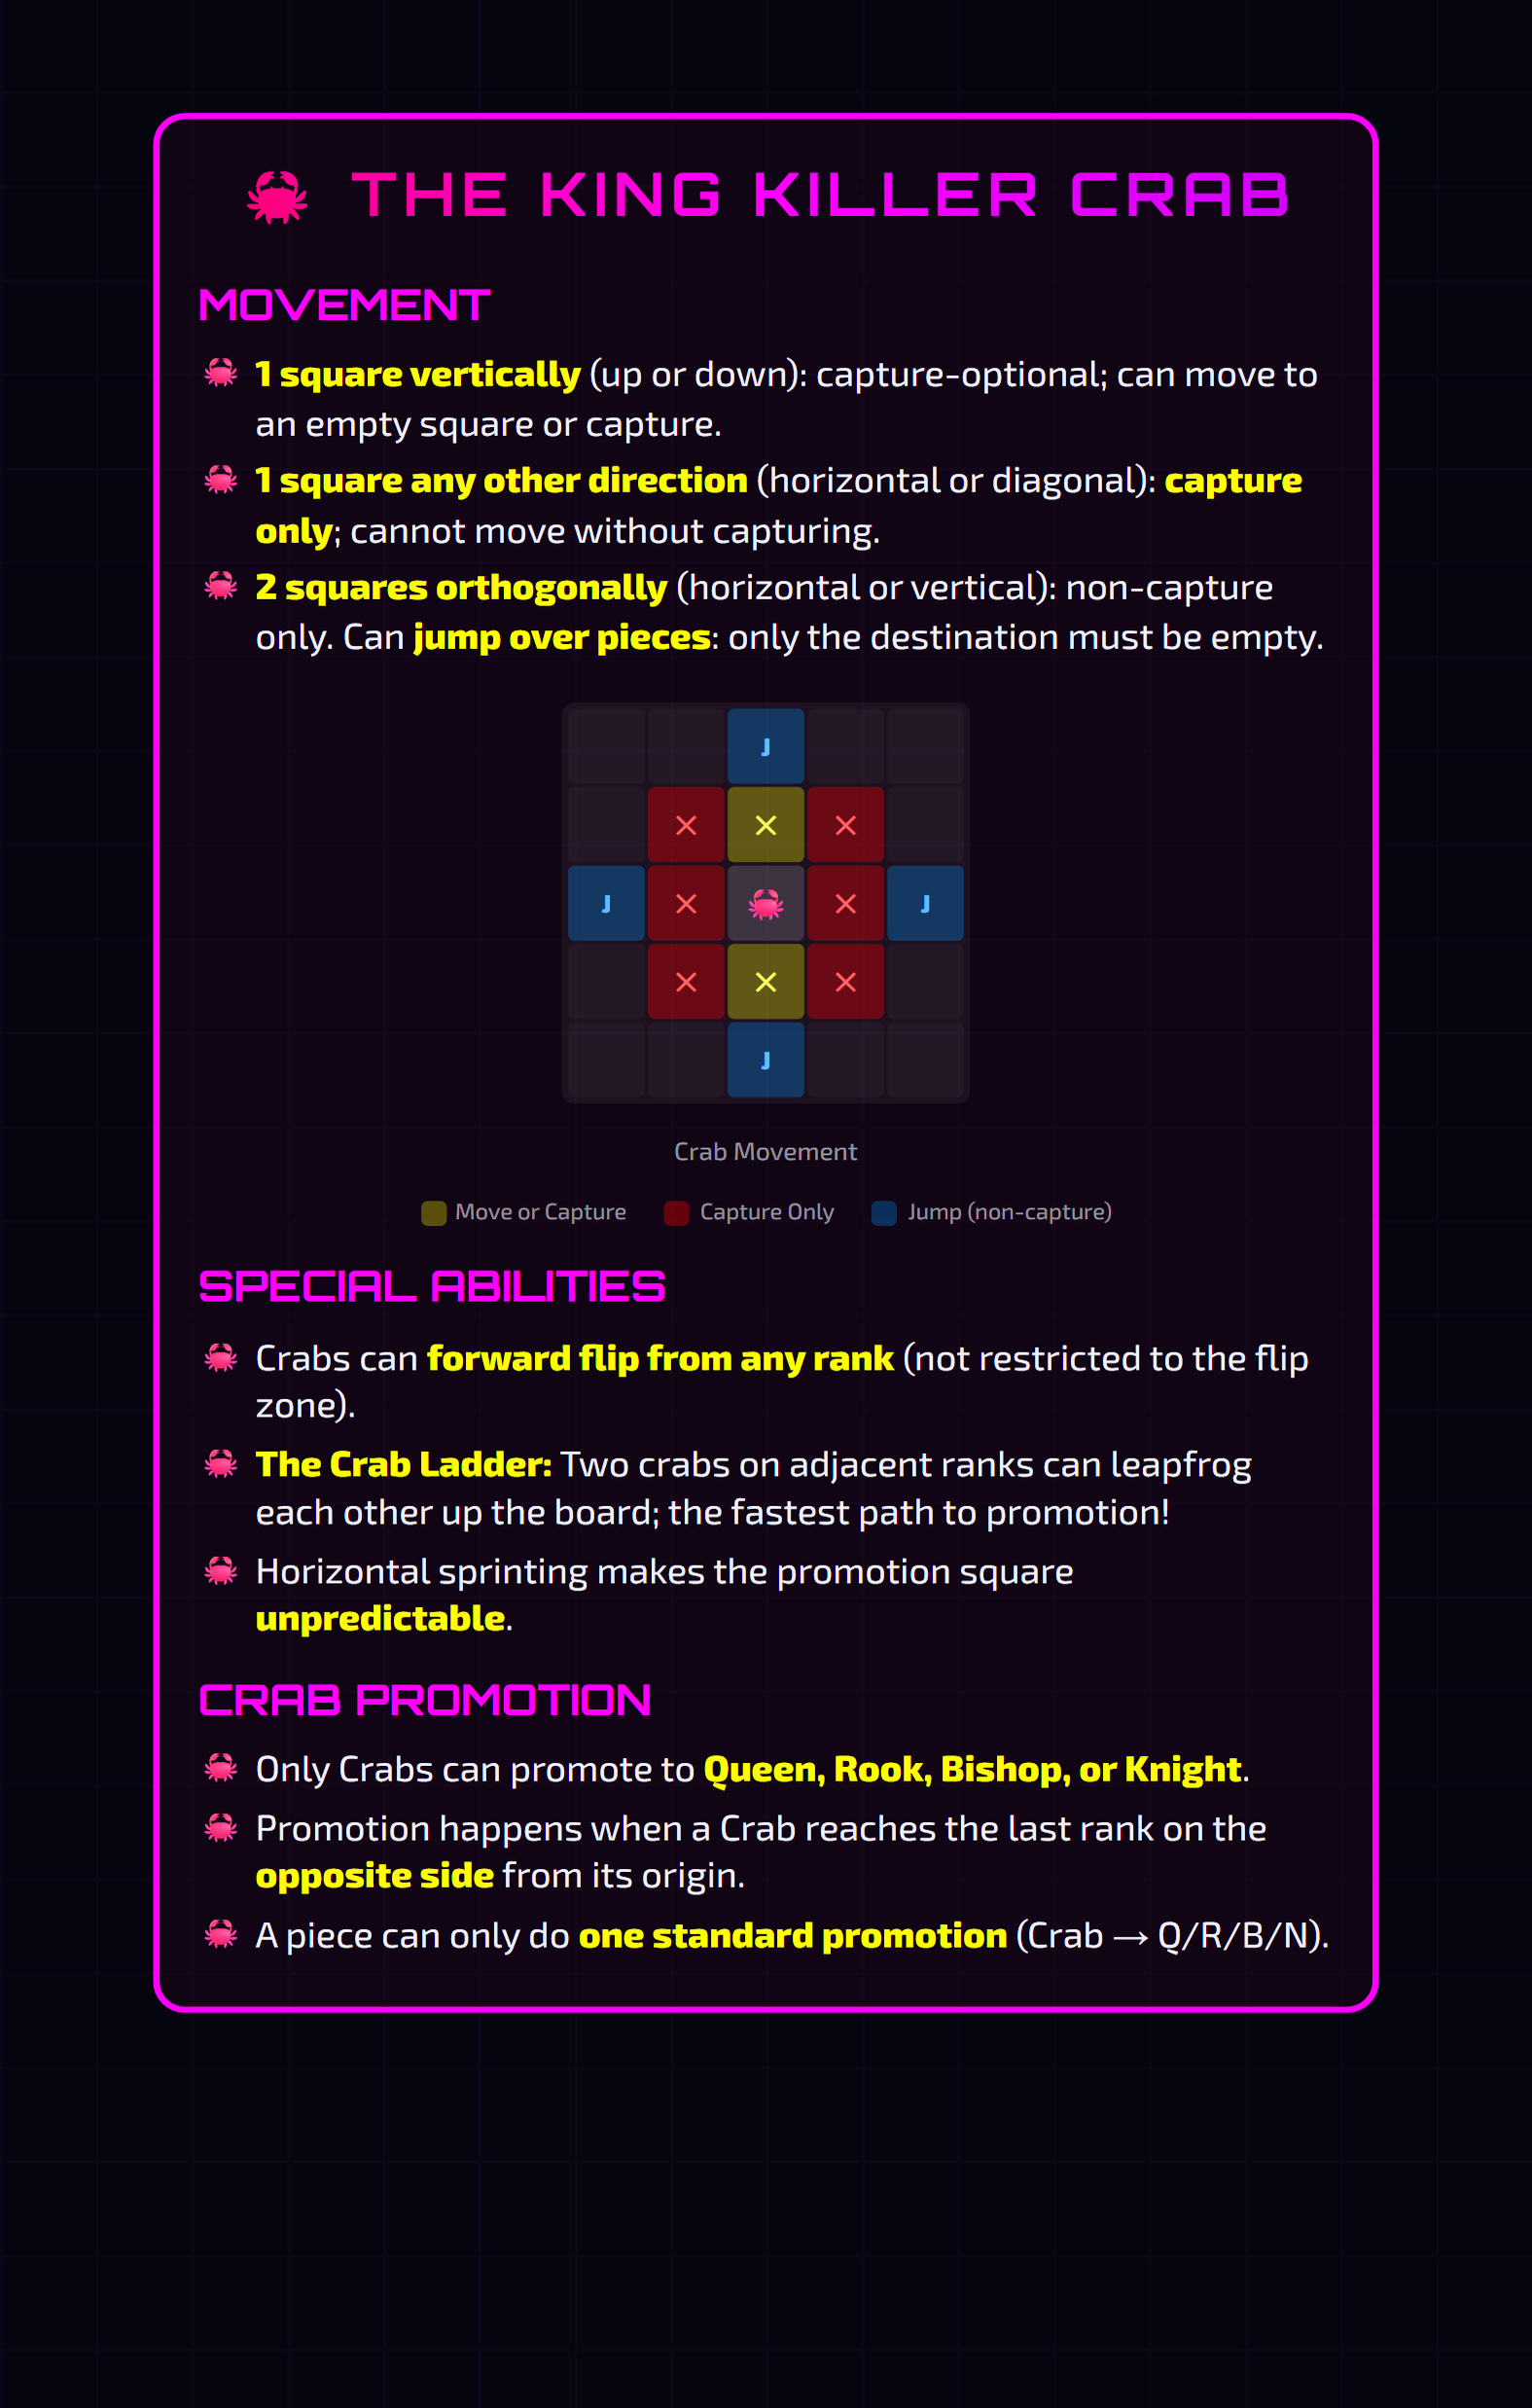 🦀 THE KING KILLER CRAB
MOVEMENT
🦀 1 square vertically (up or down): capture-optional; can move to
an empty square or capture.
🦀 1 square any other direction (horizontal or diagonal): capture
only; cannot move without capturing.
🦀 2 squares orthogonally (horizontal or vertical): non-capture
only. Can jump over pieces: only the destination must be empty.
J
× × ×
J × 🦀 × J
× × ×
J
Crab Movement
Move or Capture Capture Only Jump (non-capture)
SPECIAL ABILITIES
🦀 Crabs can forward flip from any rank (not restricted to the flip
zone).
🦀 The Crab Ladder: Two crabs on adjacent ranks can leapfrog
each other up the board; the fastest path to promotion!
🦀 Horizontal sprinting makes the promotion square
unpredictable.
CRAB PROMOTION
🦀 Only Crabs can promote to Queen, Rook, Bishop, or Knight.
🦀 Promotion happens when a Crab reaches the last rank on the
opposite side from its origin.
🦀 A piece can only do one standard promotion (Crab → Q/R/B/N).